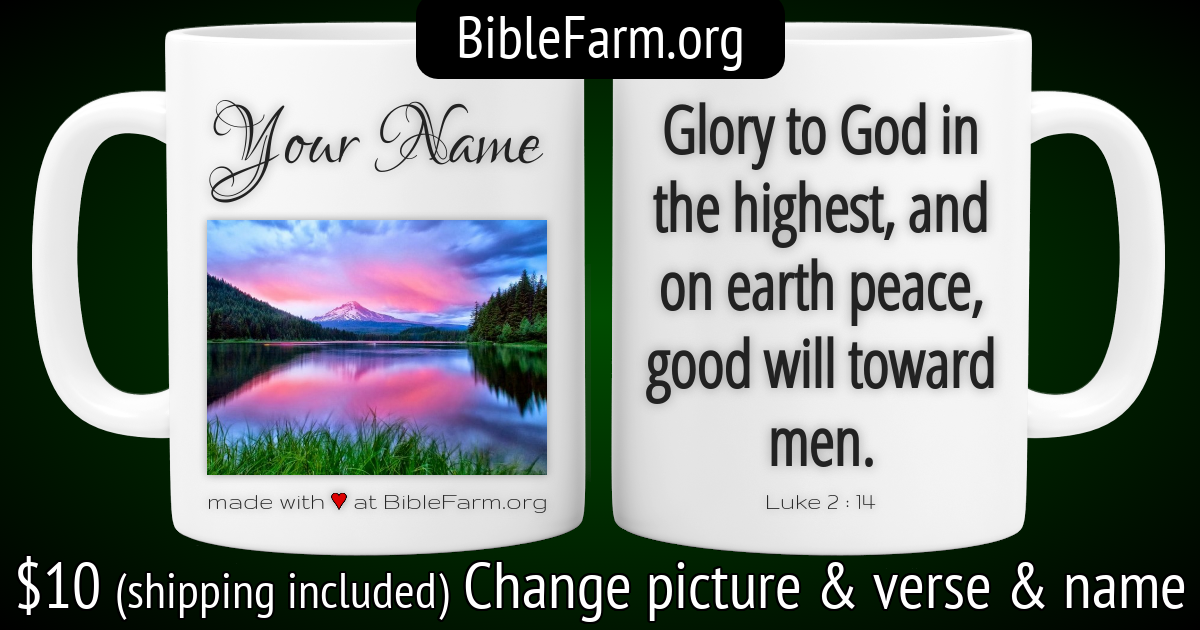 BibleFarm.org
Your Name
made with ♥ at BibleFarm.org
Glory to God in
the highest, and
on earth peace,
good will toward
men.
Luke 2 : 14
$10 (shipping included) Change picture & verse & name